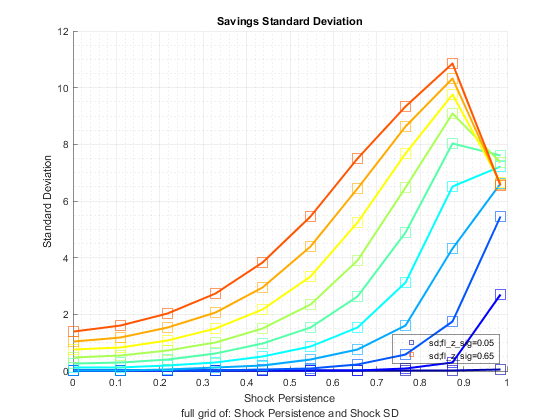 Savings Standard Deviation
12
10
8
6
4
2
0
Standard Deviation
sd;fl_z_sig=0.05
sd;fl_z_sig=0.65
0 0.1 0.2 0.3 0.4 0.5 0.6 0.7 0.8 0.9 1
Shock Persistence
full grid of: Shock Persistence and Shock SD